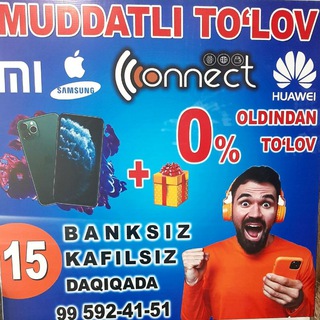 MUDDATLI TO‘LOV
mi
SAMSUNG
Connect
HUAWEI
0%
OLDINDAN
TO‘LOV
+
15
BANKSIZ
KAFILSIZ
DAQIQADA
99 592-41-51